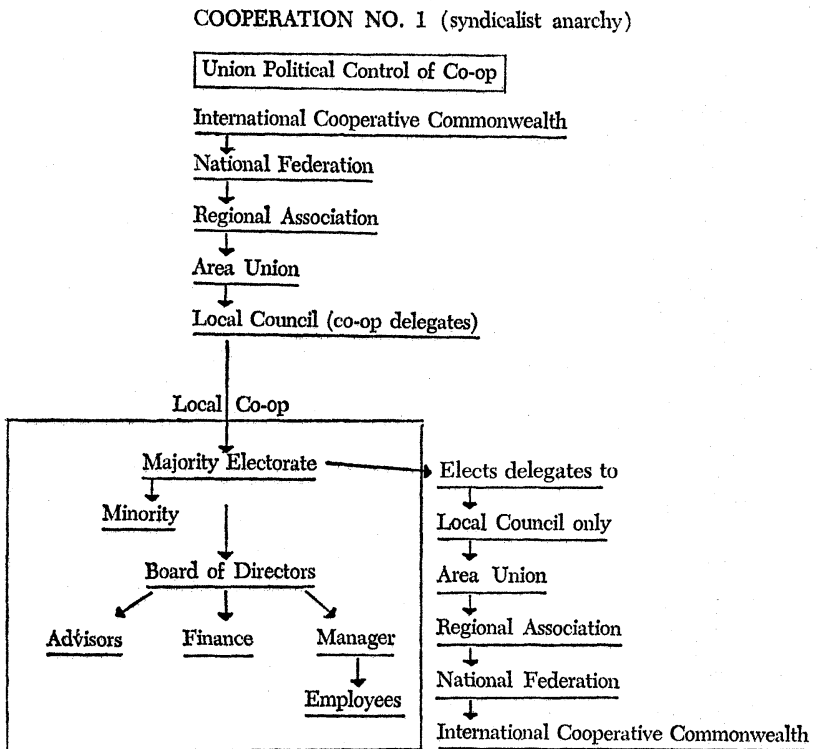 COOPERATION NO. 1 (syndicalist anarchy)
Union Political Control of Co-op
International Cooperative Commonwealth
National Federation
Regional Association
Area Union
Local Council (co-op delegates)
Local Co-op
Majority Electorate
Minority
Board of Directors
Advisors
Finance
Manager
Employees
Elects delegates to
Local Council only
Area Union
Regional Association
National Federation
International Cooperative Commonwealth